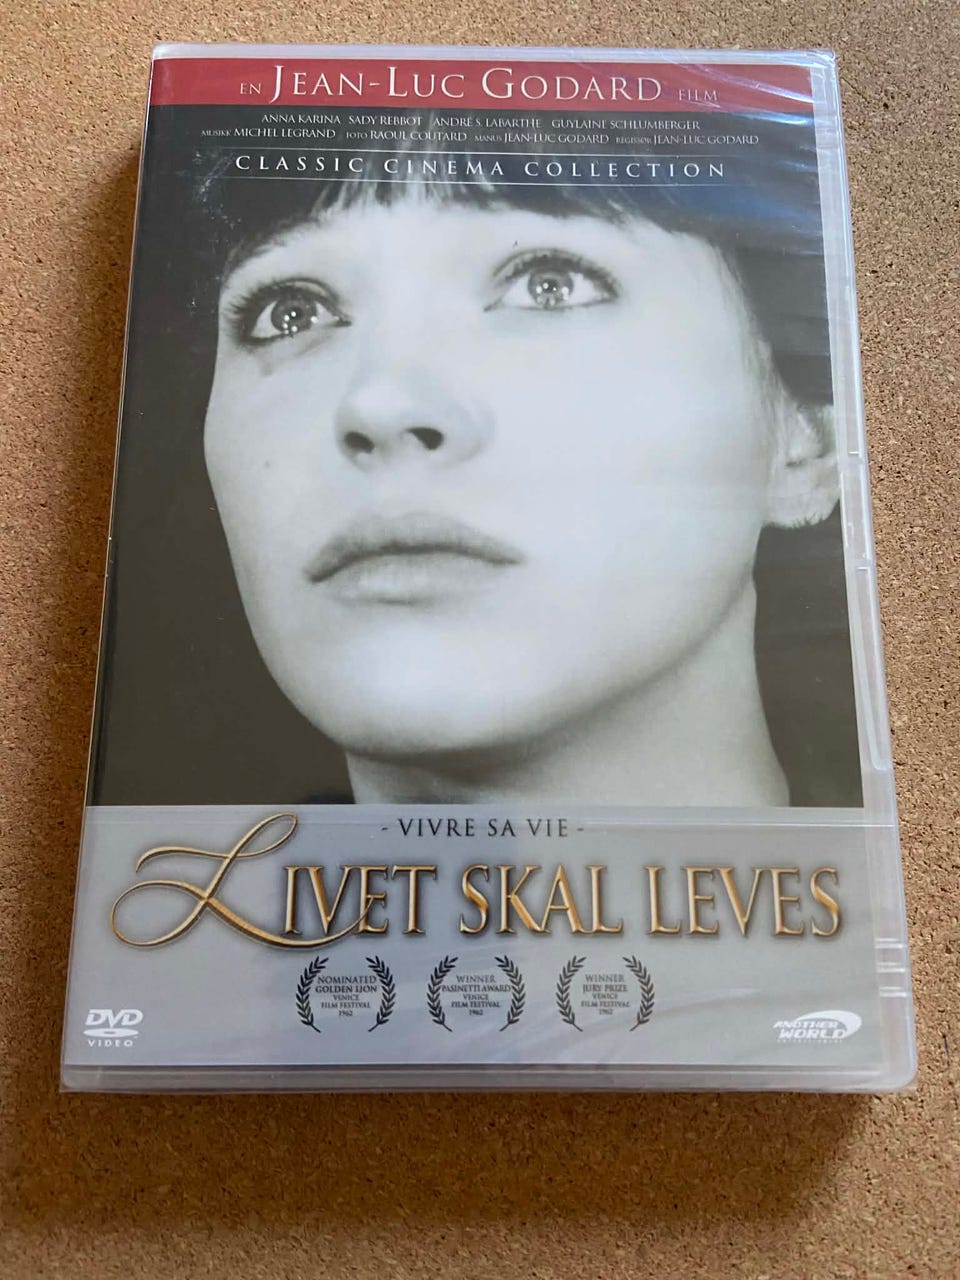 EN JEAN-LUC GODARD FILM
ANNA KARINA SADY REBBOT ANDRÉ S. LABARTHE GUYLAINE SCHLUMBERGER
MUSIKK MICHEL LEGRAND FOTO RAOUL COUTARD MANUS JEAN-LUC GODARD REGISSØR JEAN-LUC GODARD
CLASSIC CINEMA COLLECTION
- VIVRE SA VIE -
LIVET SKAL LEVES
NOMINATED
GOLDEN LION
VENICE
FILM FESTIVAL
1962
WINNER
PASINETTI AWARD
VENICE
FILM FESTIVAL
1962
WINNER
JURY PRIZE
VENICE
FILM FESTIVAL
1962
DVD
VIDEO
ANOTHER
WORLD
ENTERTAINMENT